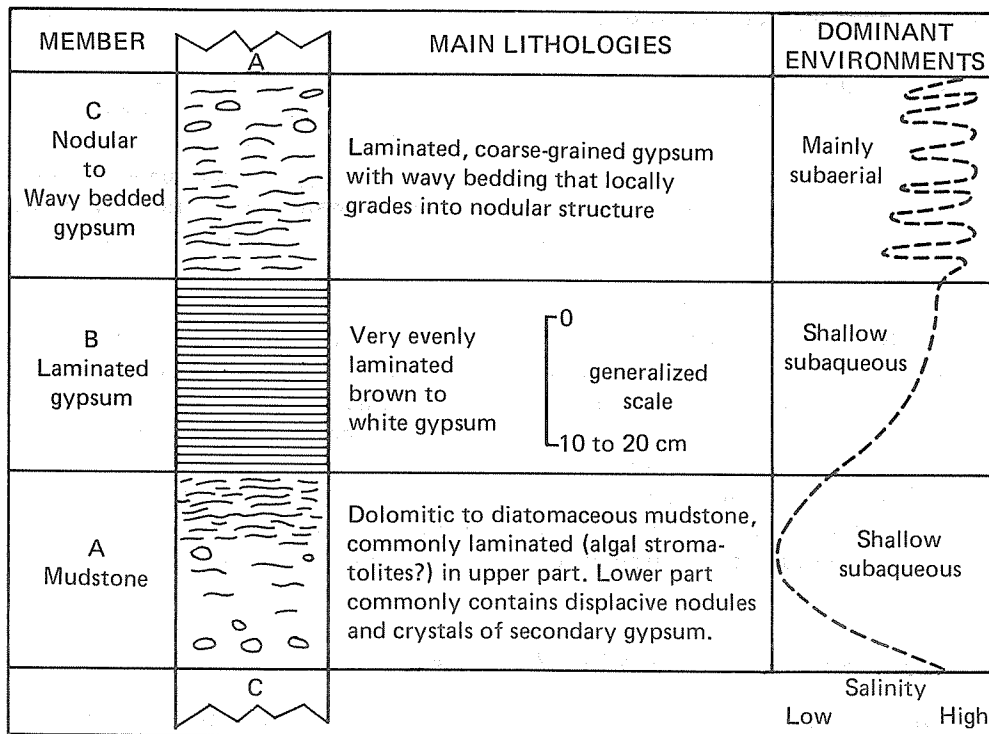 MEMBER
A
MAIN LITHOLOGIES
DOMINANT
ENVIRONMENTS
C
Nodular
to
Wavy bedded
gypsum
Laminated, coarse-grained gypsum
with wavy bedding that locally
grades into nodular structure
Mainly
subaerial
B
Laminated
gypsum
Very evenly
laminated
brown to
white gypsum
0
generalized
scale
10 to 20 cm
Shallow
subaqueous
A
Mudstone
Dolomitic to diatomaceous mudstone,
commonly laminated (algal stroma-
tolites?) in upper part. Lower part
commonly contains displacive nodules
and crystals of secondary gypsum.
Shallow
subaqueous
C
Salinity
Low High